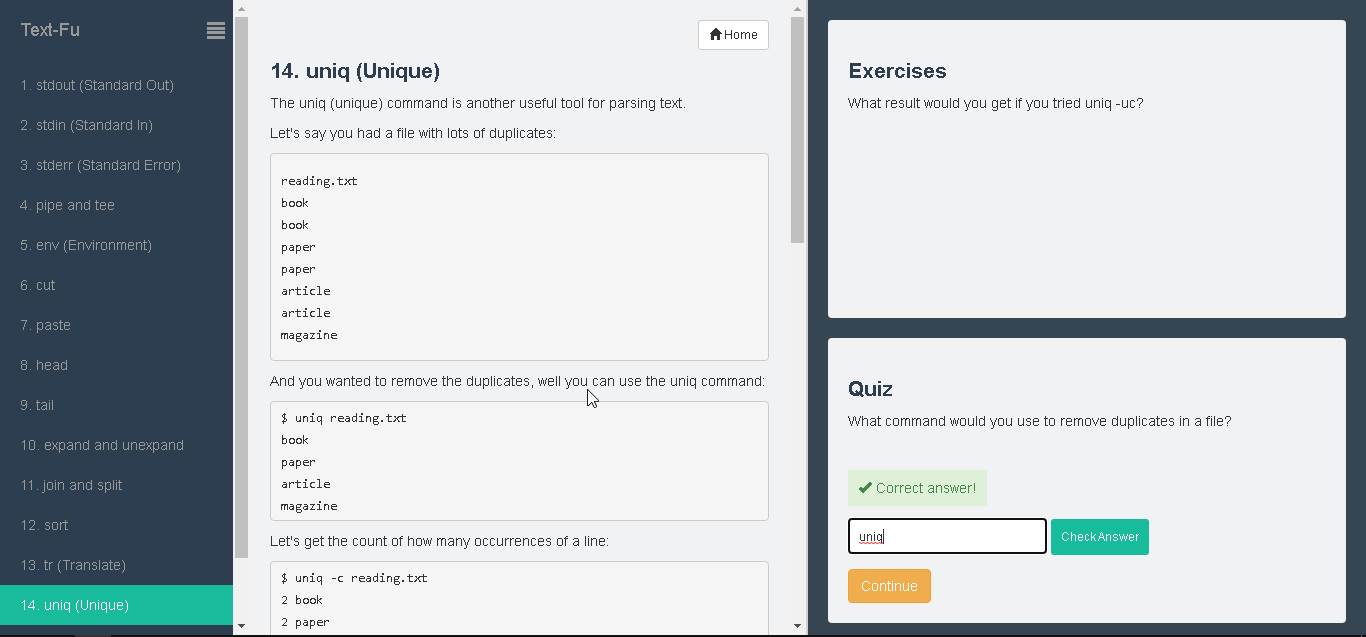 Text-Fu
1. stdout (Standard Out)
2. stdin (Standard In)
3. stderr (Standard Error)
4. pipe and tee
5. env (Environment)
6. cut
7. paste
8. head
9. tail
10. expand and unexpand
11. join and split
12. sort
13. tr (Translate)
14. uniq (Unique)
Home
14. uniq (Unique)
The uniq (unique) command is another useful tool for parsing text.
Let's say you had a file with lots of duplicates:
reading.txt
book
book
paper
paper
article
article
magazine
And you wanted to remove the duplicates, well you can use the uniq command:
$ uniq reading.txt
book
paper
article
magazine
Let's get the count of how many occurrences of a line:
$ uniq -c reading.txt
2 book
2 paper
Exercises
What result would you get if you tried uniq -uc?
Quiz
What command would you use to remove duplicates in a file?
Correct answer!
uniq
Check Answer
Continue